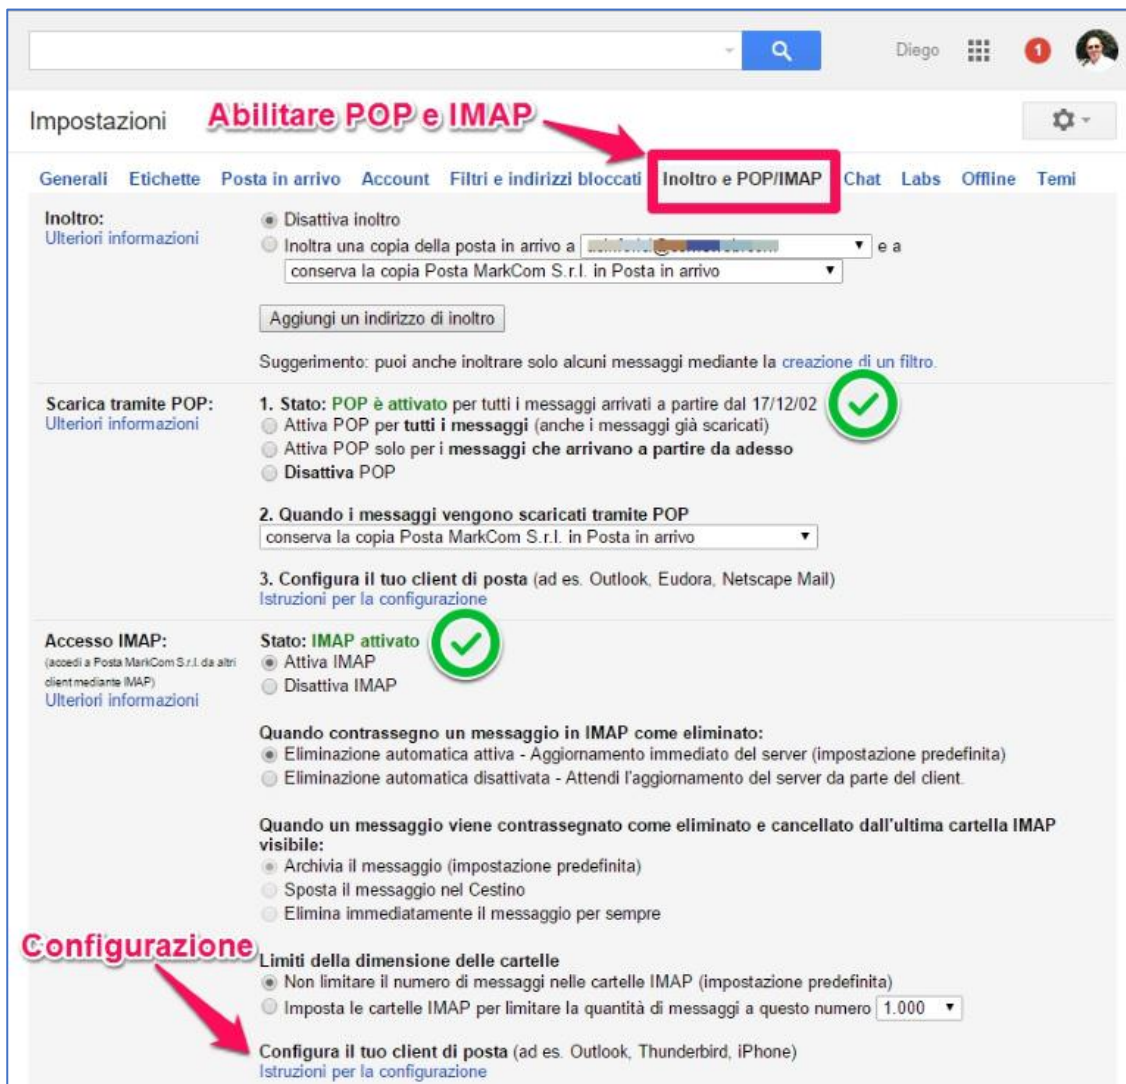 Diego
1
Impostazioni
Abilitare POP e IMAP
Generali Etichette Posta in arrivo Account Filtri e indirizzi bloccati Inoltro e POP/IMAP Chat Labs Offline Temi
Inoltro:
Ulteriori informazioni
Disattiva inoltro
Inoltra una copia della posta in arrivo a e a
conserva la copia Posta MarkCom S.r.l. in Posta in arrivo
Aggiungi un indirizzo di inoltro
Suggerimento: puoi anche inoltrare solo alcuni messaggi mediante la creazione di un filtro.
Scarica tramite POP:
Ulteriori informazioni
1. Stato: POP è attivato per tutti i messaggi arrivati a partire dal 17/12/02
Attiva POP per tutti i messaggi (anche i messaggi già scaricati)
Attiva POP solo per i messaggi che arrivano a partire da adesso
Disattiva POP
2. Quando i messaggi vengono scaricati tramite POP
conserva la copia Posta MarkCom S.r.l. in Posta in arrivo
3. Configura il tuo client di posta (ad es. Outlook, Eudora, Netscape Mail)
Istruzioni per la configurazione
Accesso IMAP:
(accedi a Posta MarkCom S.r.l. da altri
client mediante IMAP)
Ulteriori informazioni
Stato: IMAP attivato
Attiva IMAP
Disattiva IMAP
Quando contrassegno un messaggio in IMAP come eliminato:
Eliminazione automatica attiva - Aggiornamento immediato del server (impostazione predefinita)
Eliminazione automatica disattivata - Attendi l'aggiornamento del server da parte del client.
Quando un messaggio viene contrassegnato come eliminato e cancellato dall'ultima cartella IMAP
visibile:
Archivia il messaggio (impostazione predefinita)
Sposta il messaggio nel Cestino
Elimina immediatamente il messaggio per sempre
Configurazione
Limiti della dimensione delle cartelle
Non limitare il numero di messaggi nelle cartelle IMAP (impostazione predefinita)
Imposta le cartelle IMAP per limitare la quantità di messaggi a questo numero 1.000
Configura il tuo client di posta (ad es. Outlook, Thunderbird, iPhone)
Istruzioni per la configurazione